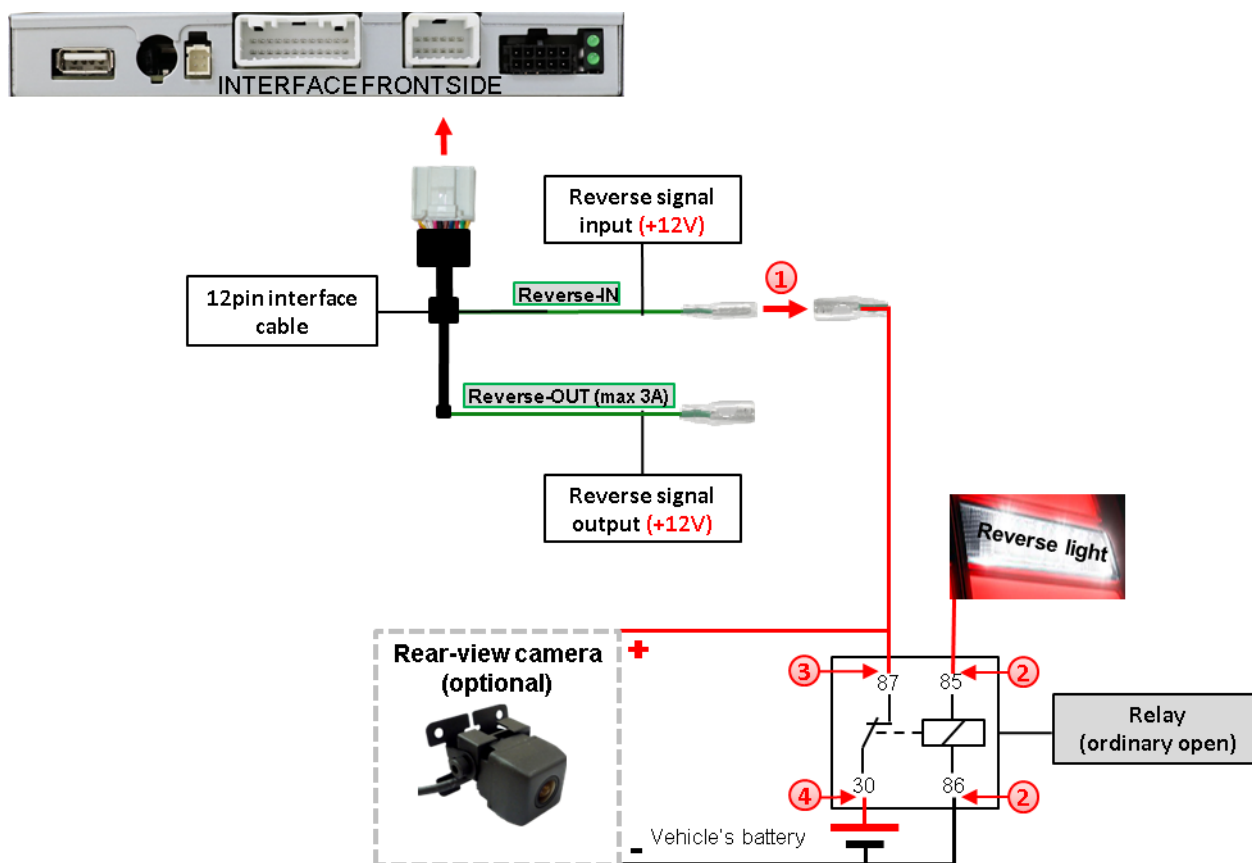 INTERFACE FRONTSIDE
Reverse signal
input (+12V)
1
12pin interface
cable
Reverse-IN
Reverse-OUT (max 3A)
Reverse signal
output (+12V)
Reverse light
Rear-view camera
(optional)
+
3
87
85
2
Relay
(ordinary open)
4
30
86
2
-
Vehicle's battery